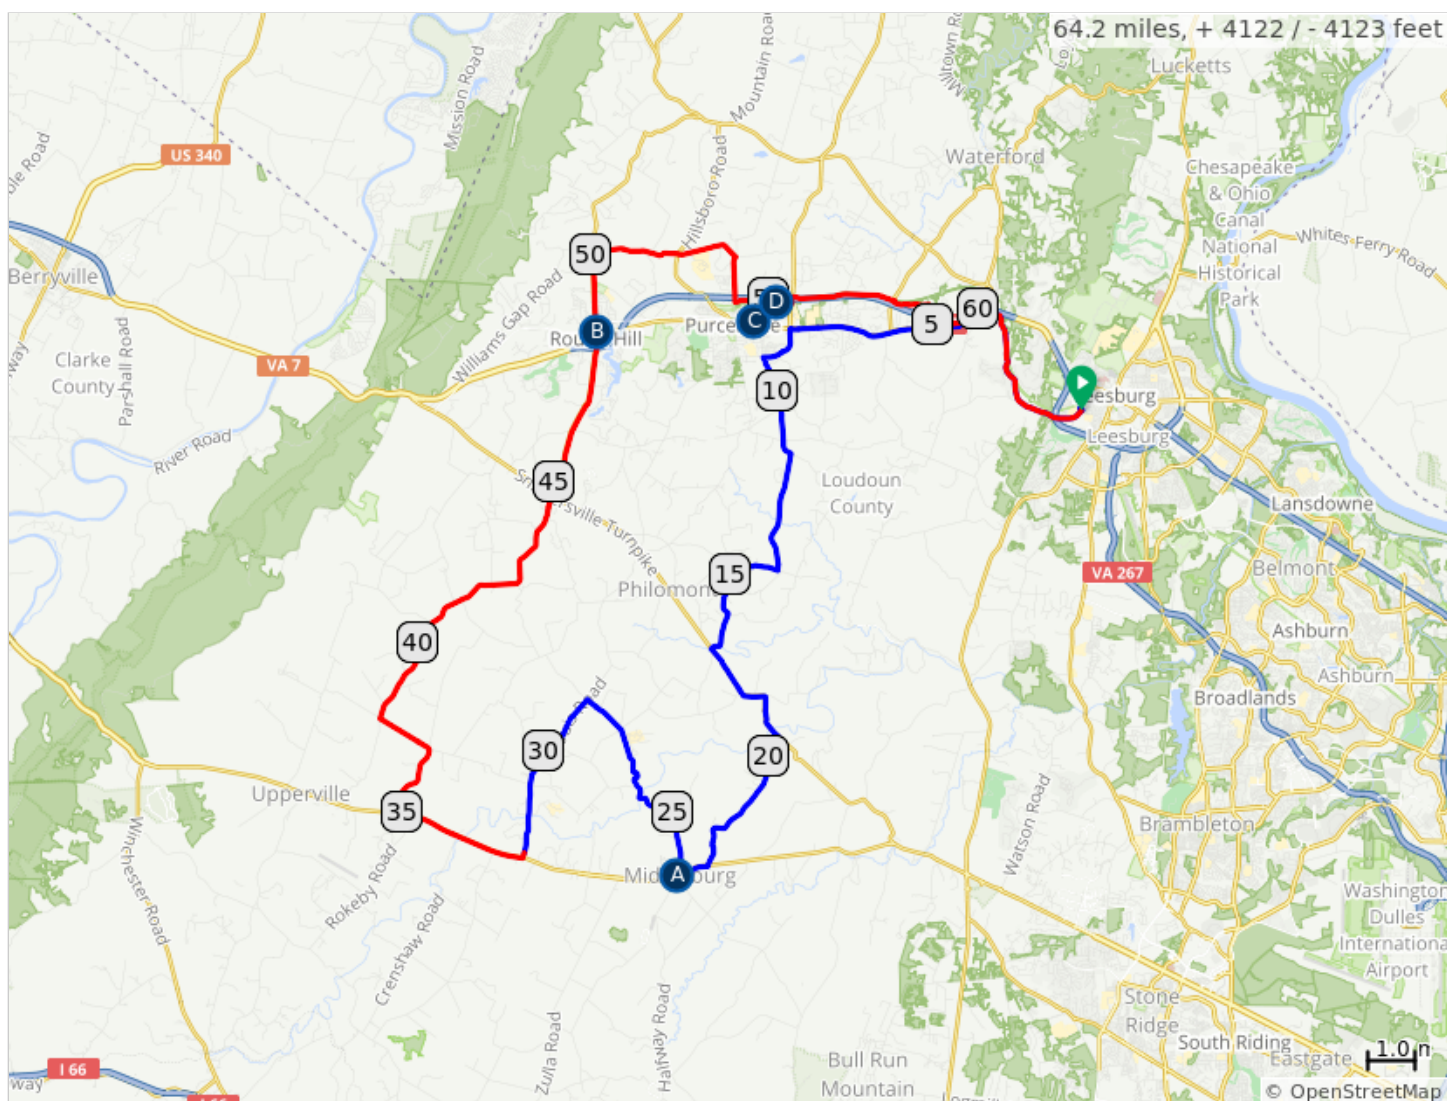 64.2 miles, + 4122 / - 4123 feet
Lucketts
Mission Road
Mountain Road
US 340
Waterford
Chesapeake
& Ohio
Canal
National
Historical
Park
Hillsboro Road
Whites Ferry Road
Berryville
50
Williams Gap Road
D
C
B
5
60
Clarke
County
Parshall Road
VA 7
10
Leesburg
River Road
45
Loudoun
County
Lansdowne
Snickersville Turnpike
15
Philomont
VA 267
Belmont
Ashburn
40
Ashburn
Broadlands
30
20
Upperville
35
25
Watson Road
Brambleton
A
Winchester Road
Rokeby Road
Crenshaw Road
Washington
Dulles
International
Airport
Zulla Road
Halfway Road
Stone
Ridge
South Riding
Eastgate
Bull Run
Mountain
I 66
way
© OpenStreetMap